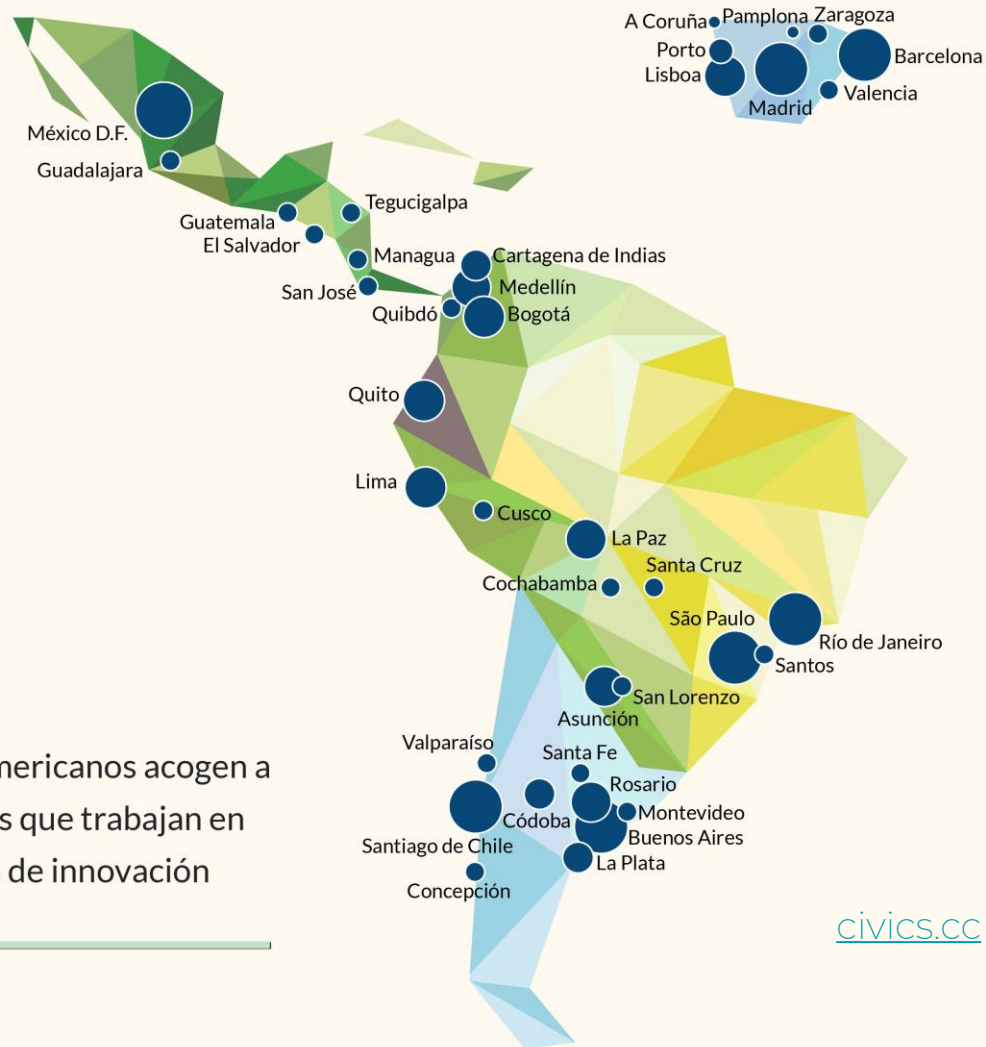 A Coruña
Pamplona
Zaragoza
Porto
Barcelona
Lisboa
Valencia
Madrid
México D.F.
Guadalajara
Tegucigalpa
Guatemala
El Salvador
Managua
Cartagena de Indias
San José
Medellín
Quibdó
Bogotá
Quito
Lima
Cusco
La Paz
Santa Cruz
Cochabamba
São Paulo
Río de Janeiro
Santos
San Lorenzo
Asunción
Valparaíso
Santa Fe
Rosario
Montevideo
Córdoba
Buenos Aires
Santiago de Chile
La Plata
Concepción
mericanos acogen a
s que trabajan en
de innovación
civics.cc